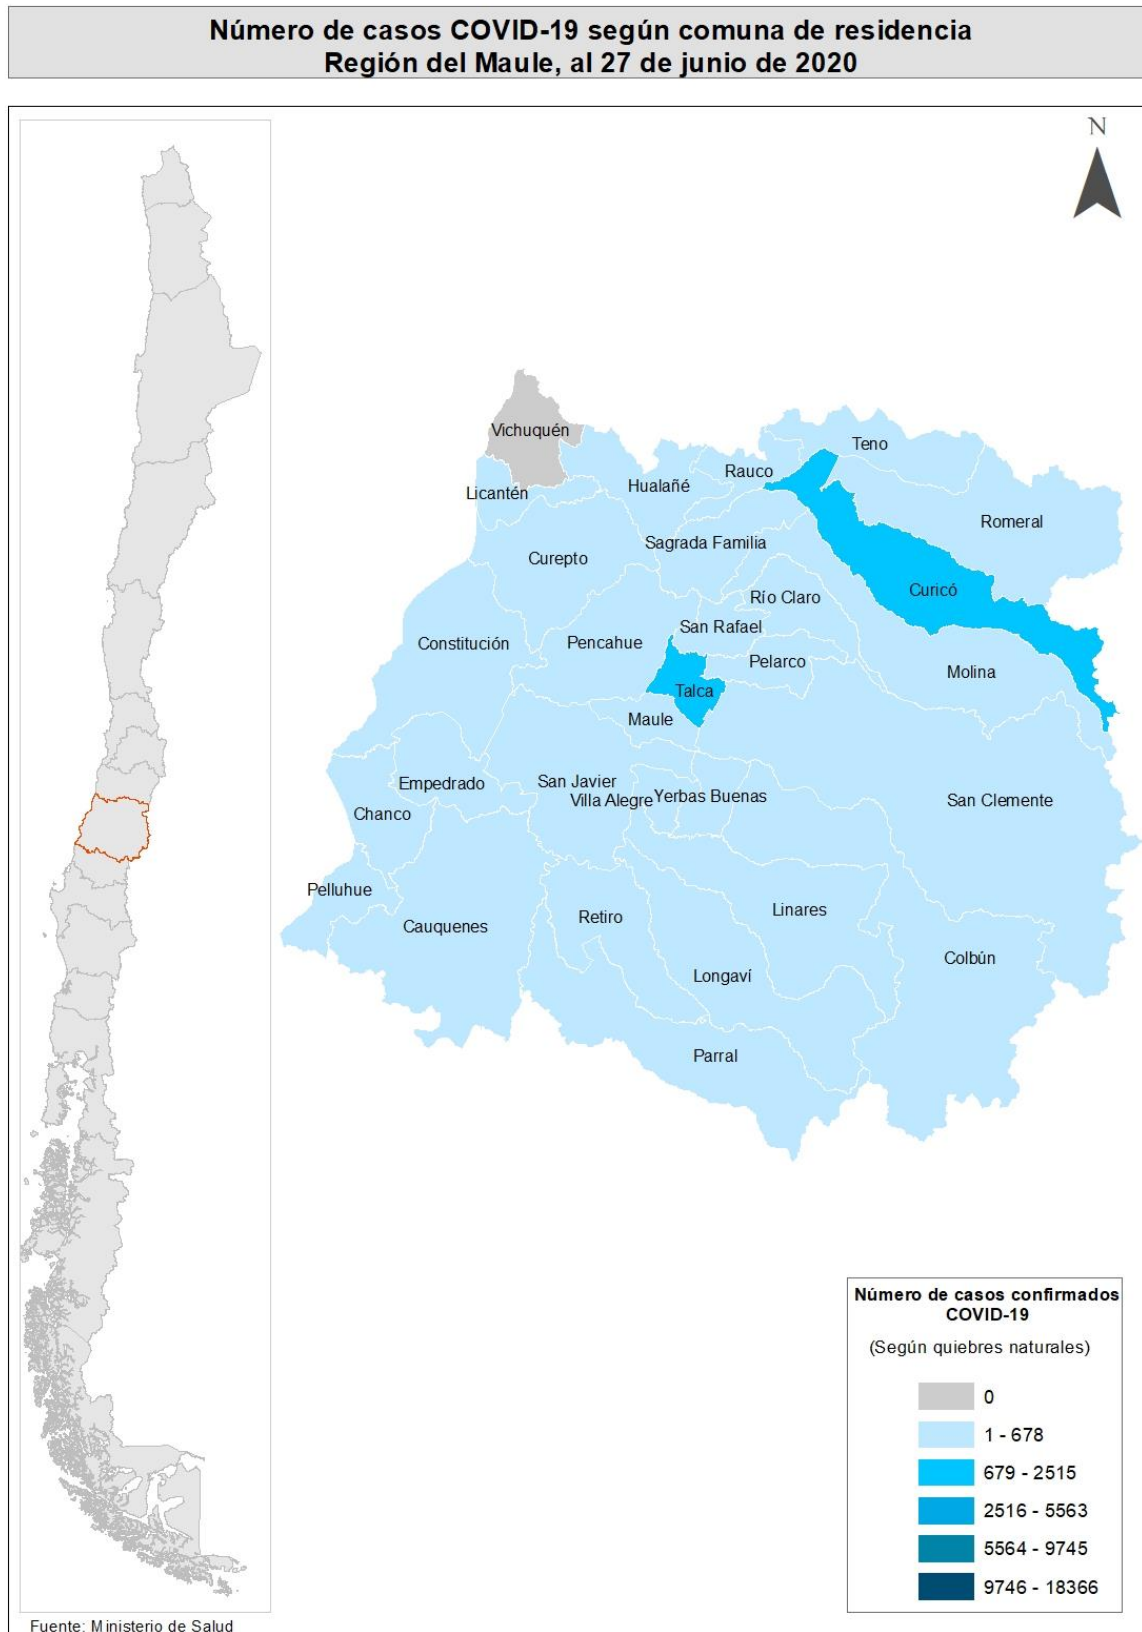 Número de casos COVID-19 según comuna de residencia
Región del Maule, al 27 de junio de 2020
N
Vichuquén
Teno
Rauco
Hualañé
Licantén
Romeral
Sagrada Familia
Curepto
Curicó
Río Claro
San Rafael
Constitución
Pencahue
Pelarco
Molina
Talca
Maule
Empedrado
San Javier
Villa Alegre
Yerbas Buenas
San Clemente
Chanco
Pelluhue
Linares
Retiro
Cauquenes
Colbún
Longaví
Parral
Número de casos confirmados
COVID-19
(Según quiebres naturales)
0
1 - 678
679 - 2515
2516 - 5563
5564 - 9745
9746 - 18366
Fuente: Ministerio de Salud